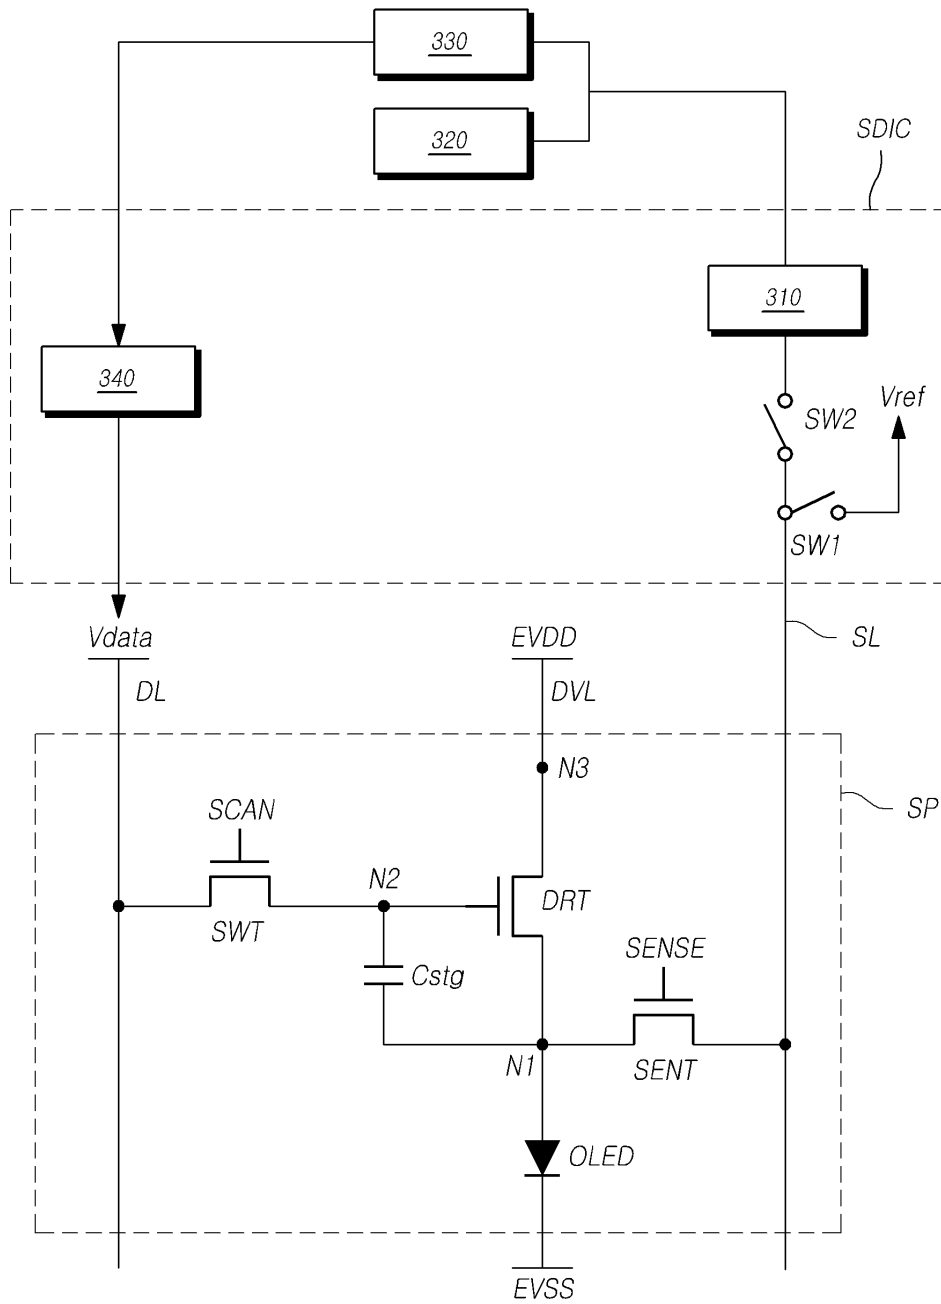 330
320
SDIC
310
340
Vref
SW2
SW1
Vdata
EVDD
SL
DL
DVL
N3
SCAN
SP
N2
DRT
SWT
SENSE
Cstg
N1
SENT
OLED
EVSS